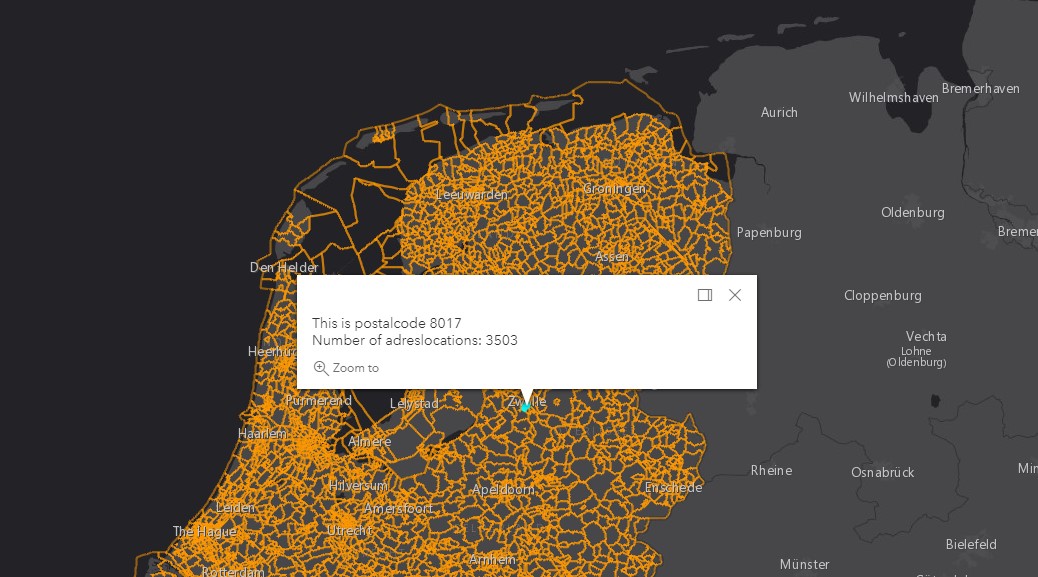 Bremerhaven
Wilhelmshaven
Aurich
Leeuwarden
Groningen
Oldenburg
Papenburg
Breme
Assen
Den Helder
Cloppenburg
This is postalcode 8017
Number of adreslocations: 3503
Zoom to
Vechta
Lohne
(Oldenburg)
Purmerend
Lelystad
Zwolle
Haarlem
Almere
Rheine
Osnabrück
Min
Hilversum
Apeldoorn
Enschede
Leiden
Amersfoort
The Hague
Utrecht
Bielefeld
Arnhem
Münster
Rotterdam